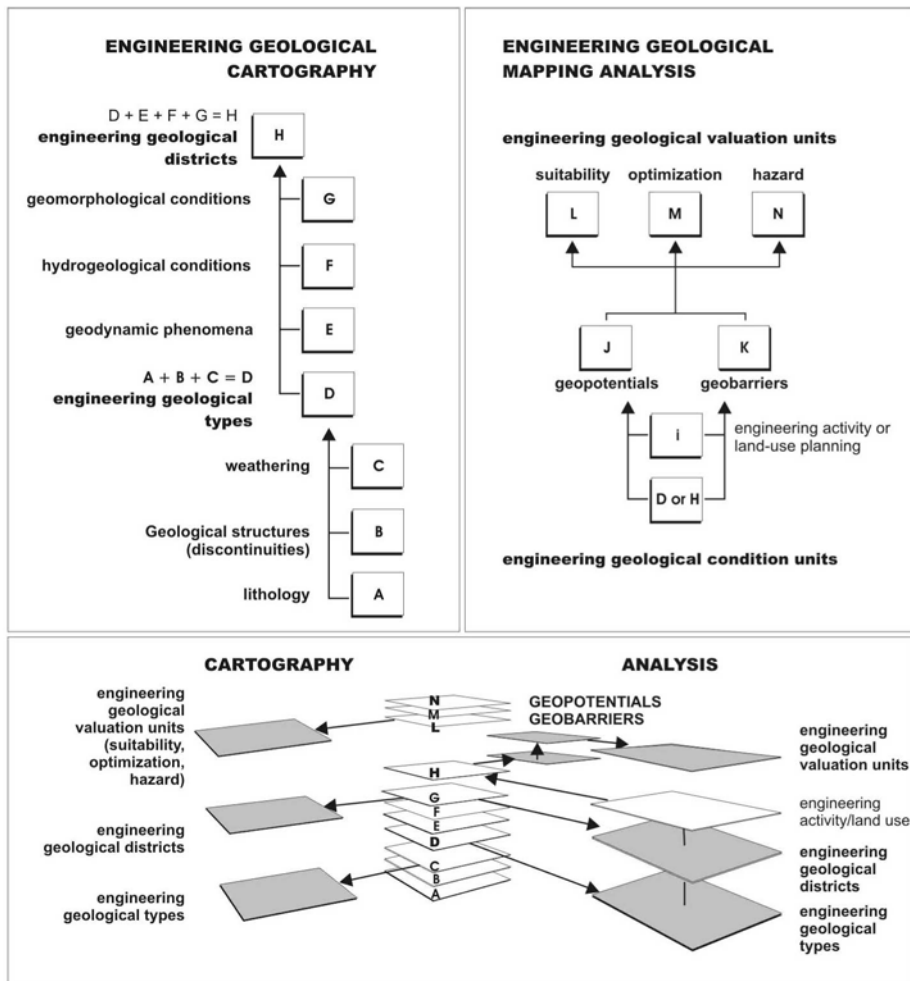 ENGINEERING GEOLOGICAL
CARTOGRAPHY
D + E + F + G = H
engineering geological
districts
H
geomorphological conditions
G
hydrogeological conditions
F
geodynamic phenomena
E
A + B + C = D
engineering geological
types
D
weathering
C
Geological structures
(discontinuities)
B
lithology
A
ENGINEERING GEOLOGICAL
MAPPING ANALYSIS
engineering geological valuation units
suitability
optimization
hazard
L
M
N
J
K
geopotentials
geobarriers
i
engineering activity or
land-use planning
D or H
engineering geological condition units
CARTOGRAPHY
engineering
geological
valuation units
(suitability,
optimization,
hazard)
engineering
geological districts
engineering
geological types
N
M
L
H
G
F
E
D
C
B
A
ANALYSIS
GEOPOTENTIALS
GEOBARRIERS
engineering
geological
valuation units
engineering
activity/land use
engineering
geological
districts
engineering
geological
types